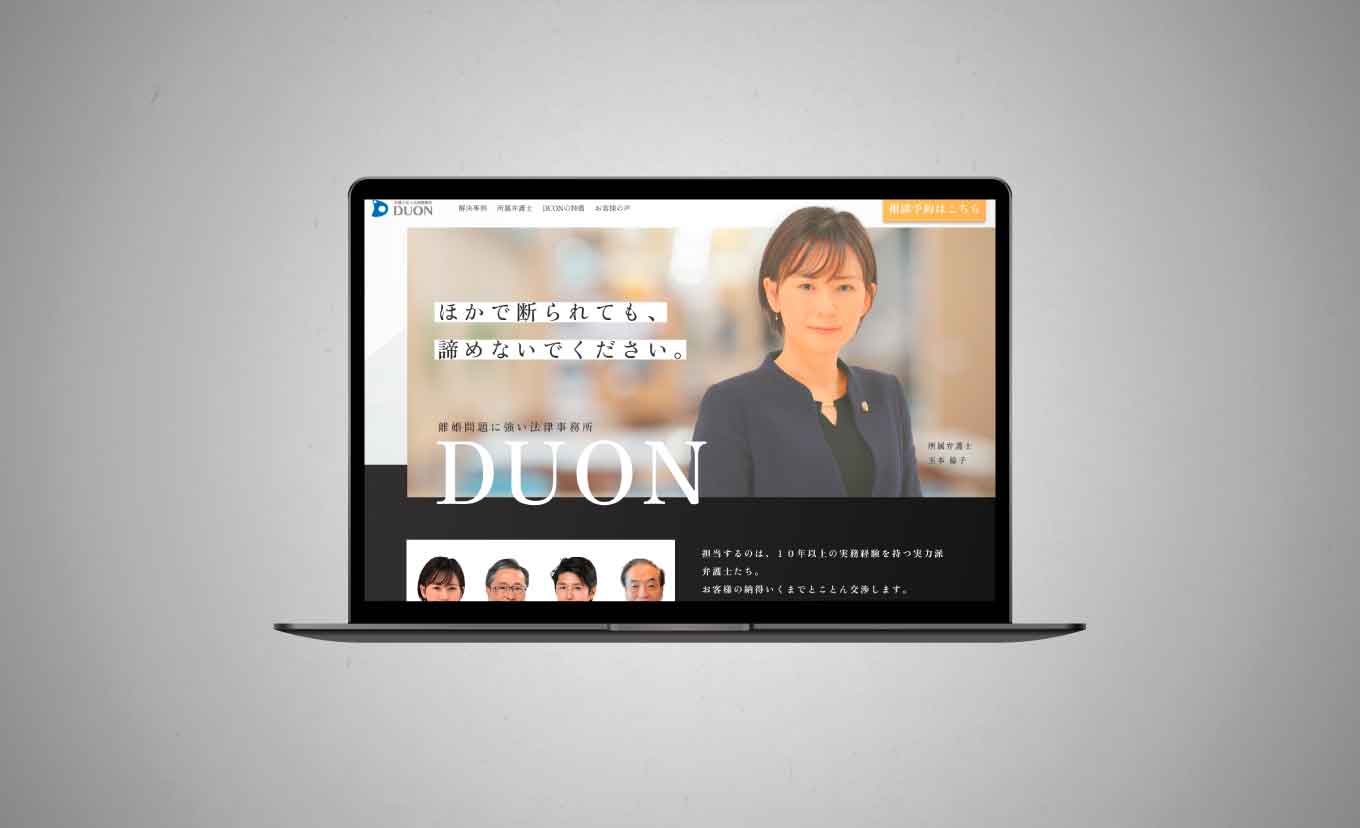 DUON
解決事例 所属弁護士 DUONの特徴 お客様の声
相談予約はこちら
ほかで断られても、
諦めないでください。
離婚問題に強い法律事務所
DUON
所属弁護士
担当するのは、１０年以上の実務経験を持つ実力派
弁護士たち。
お客様の納得いくまでとことん交渉します。